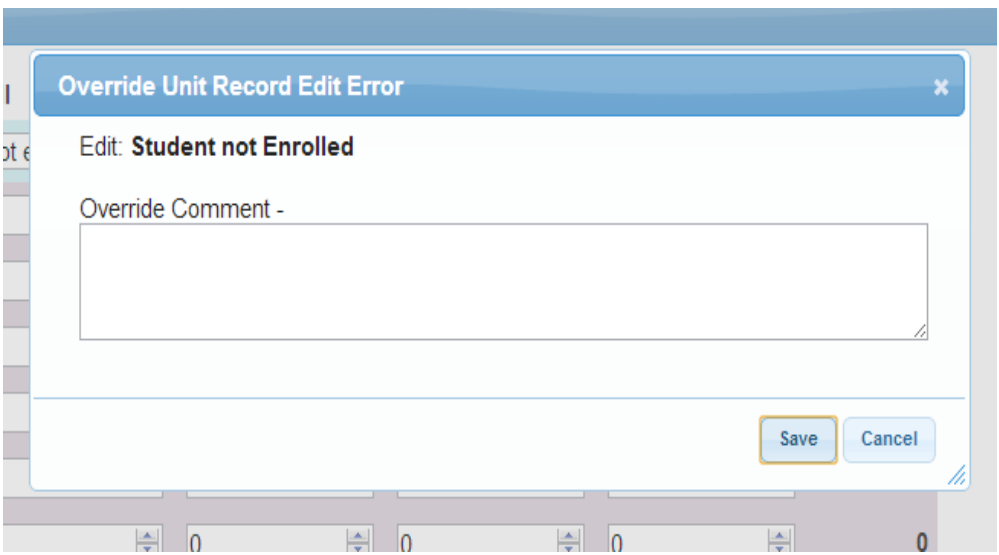 Override Unit Record Edit Error
Edit: Student not Enrolled
Override Comment -
Save Cancel
0 0 0 0